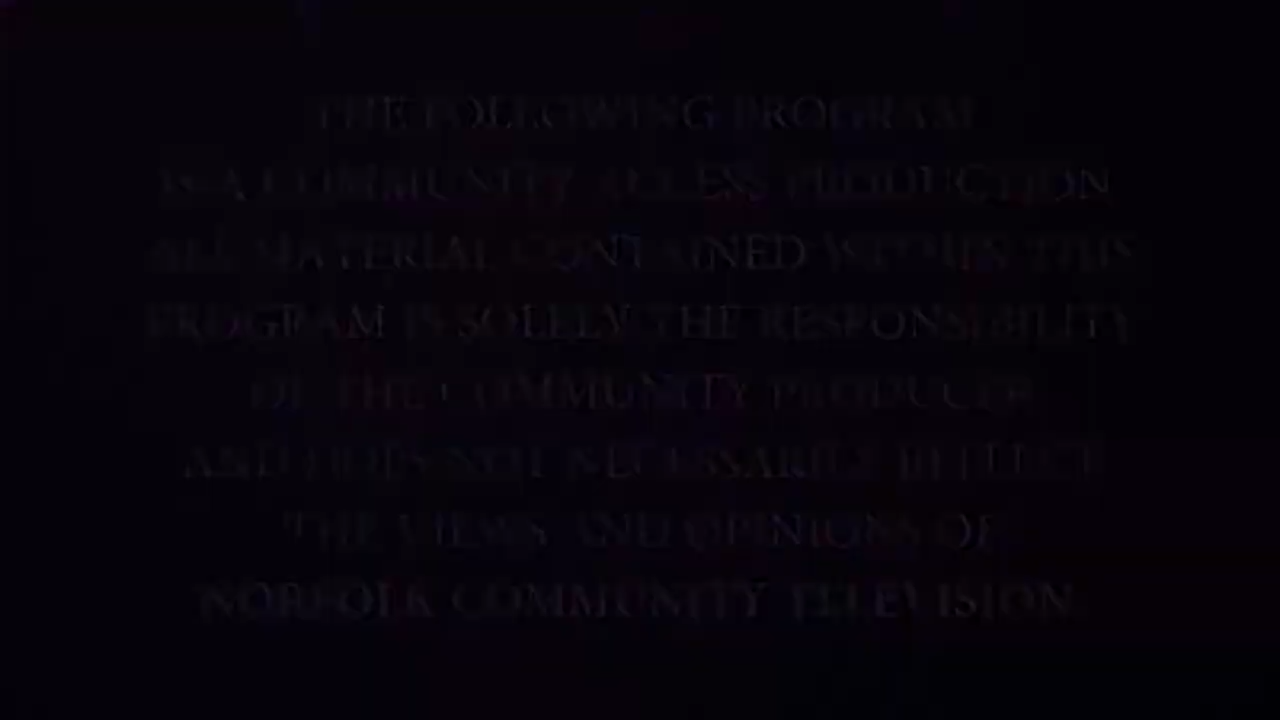 THE FOLLOWING PROGRAM
IS A COMMUNITY ACCESS PRODUCTION
ALL MATERIAL CONTAINED WITHIN THIS
PROGRAM IS SOLELY THE RESPONSIBILITY
OF THE COMMUNITY PRODUCER
AND DOES NOT NECESSARILY REFLECT
THE VIEWS AND OPINIONS OF
NORFOLK COMMUNITY TELEVISION